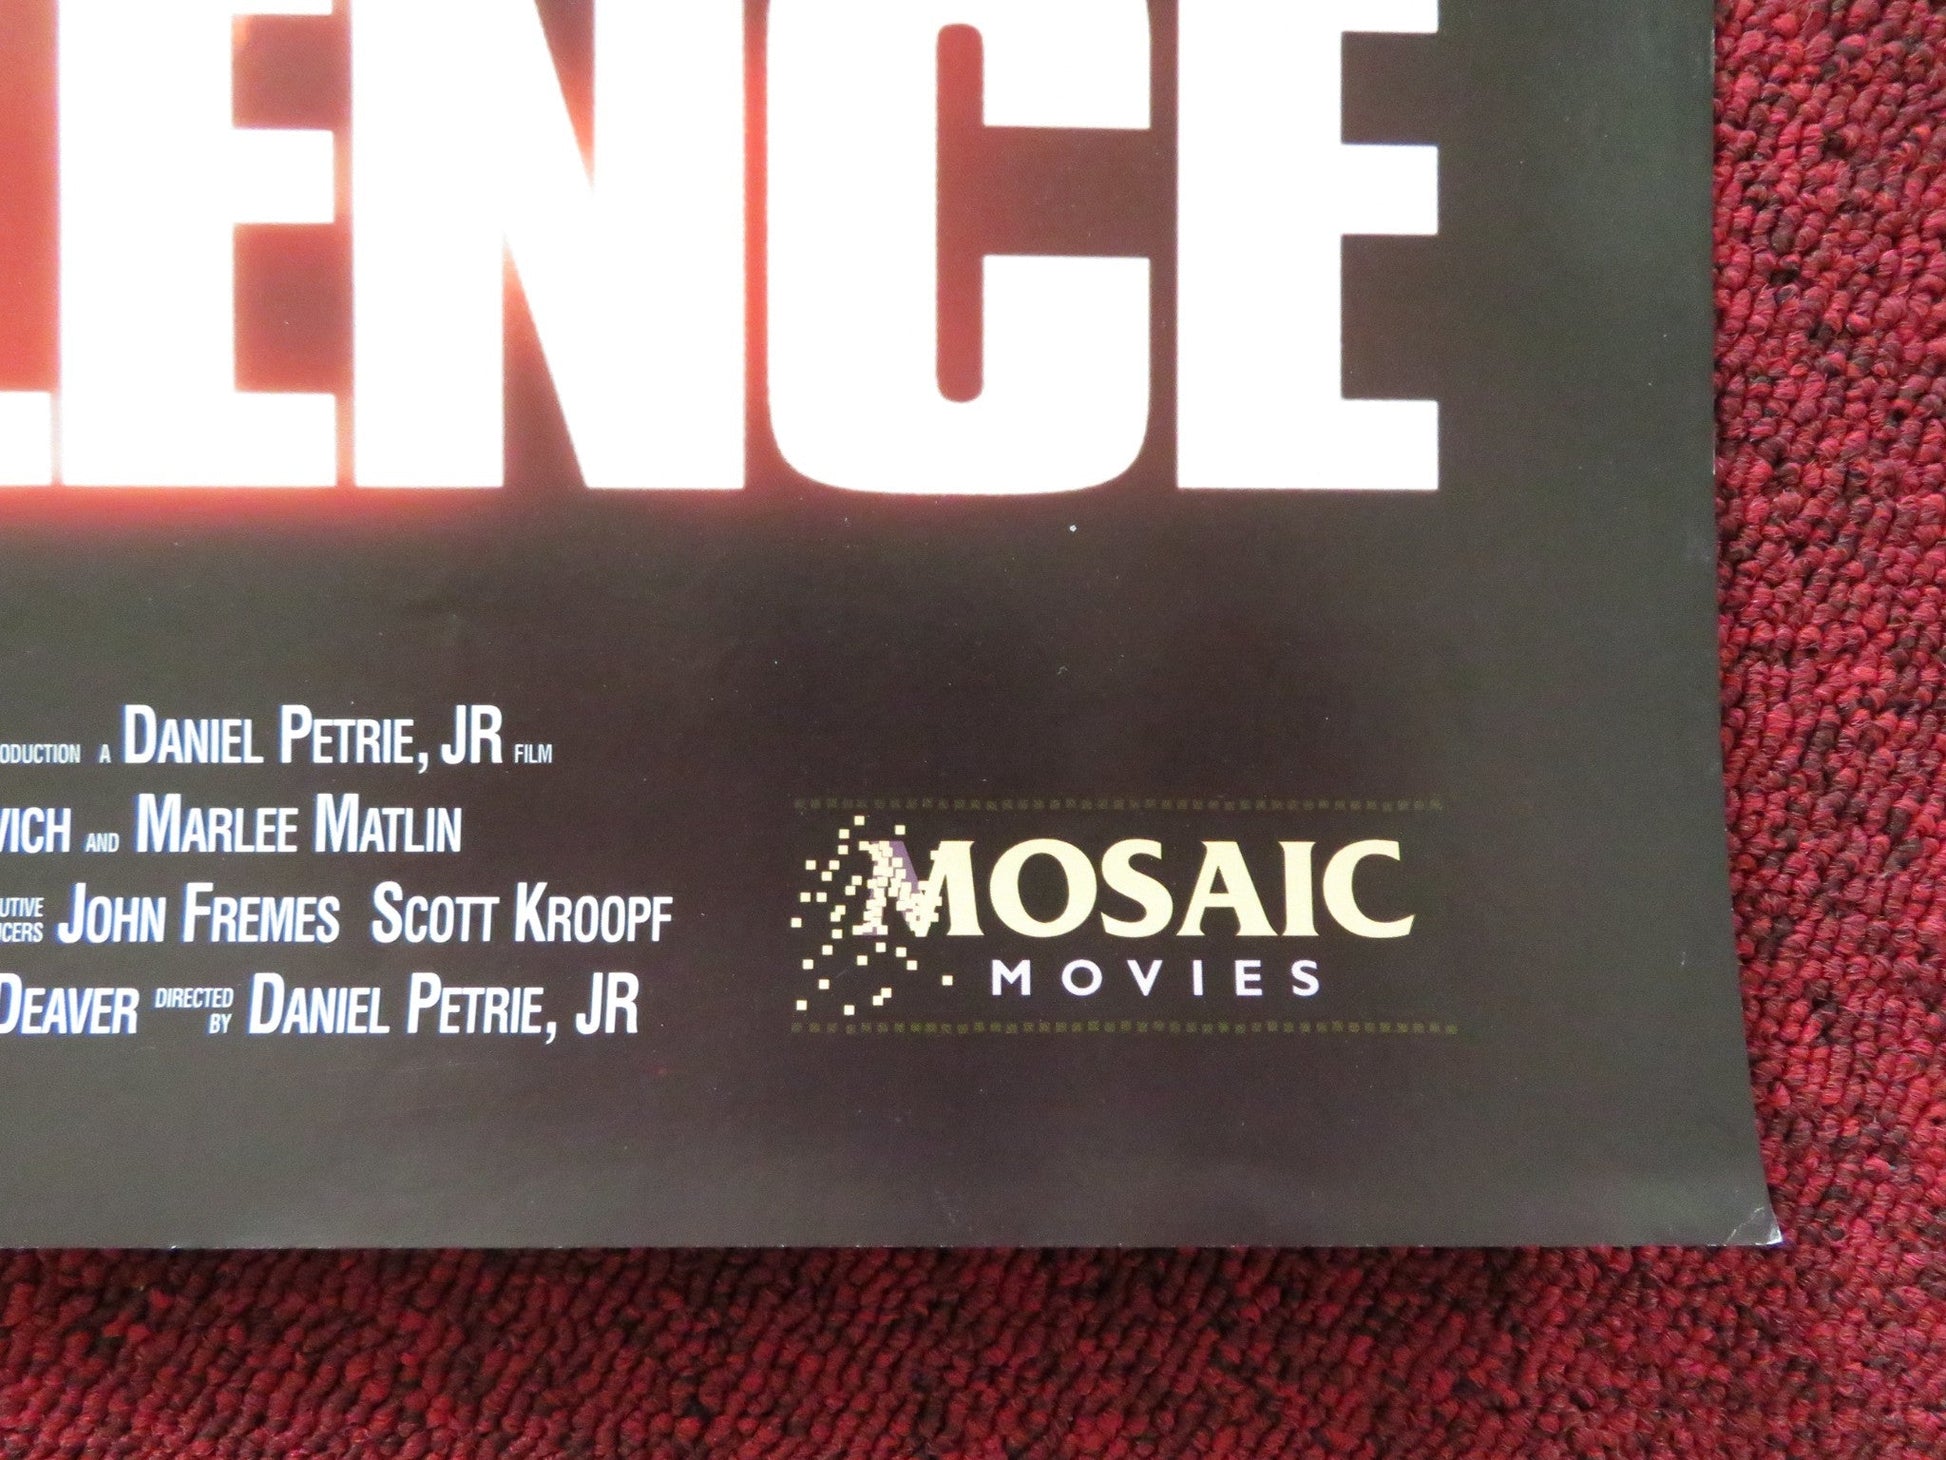 LENCE
ODUCTION A DANIEL PETRIE, JR FILM
VICH AND MARLEE MATLIN
UTIVE
UCERS JOHN FREMES SCOTT KROOPF
DEAVER DIRECTED BY DANIEL PETRIE, JR
MOSAIC
MOVIES